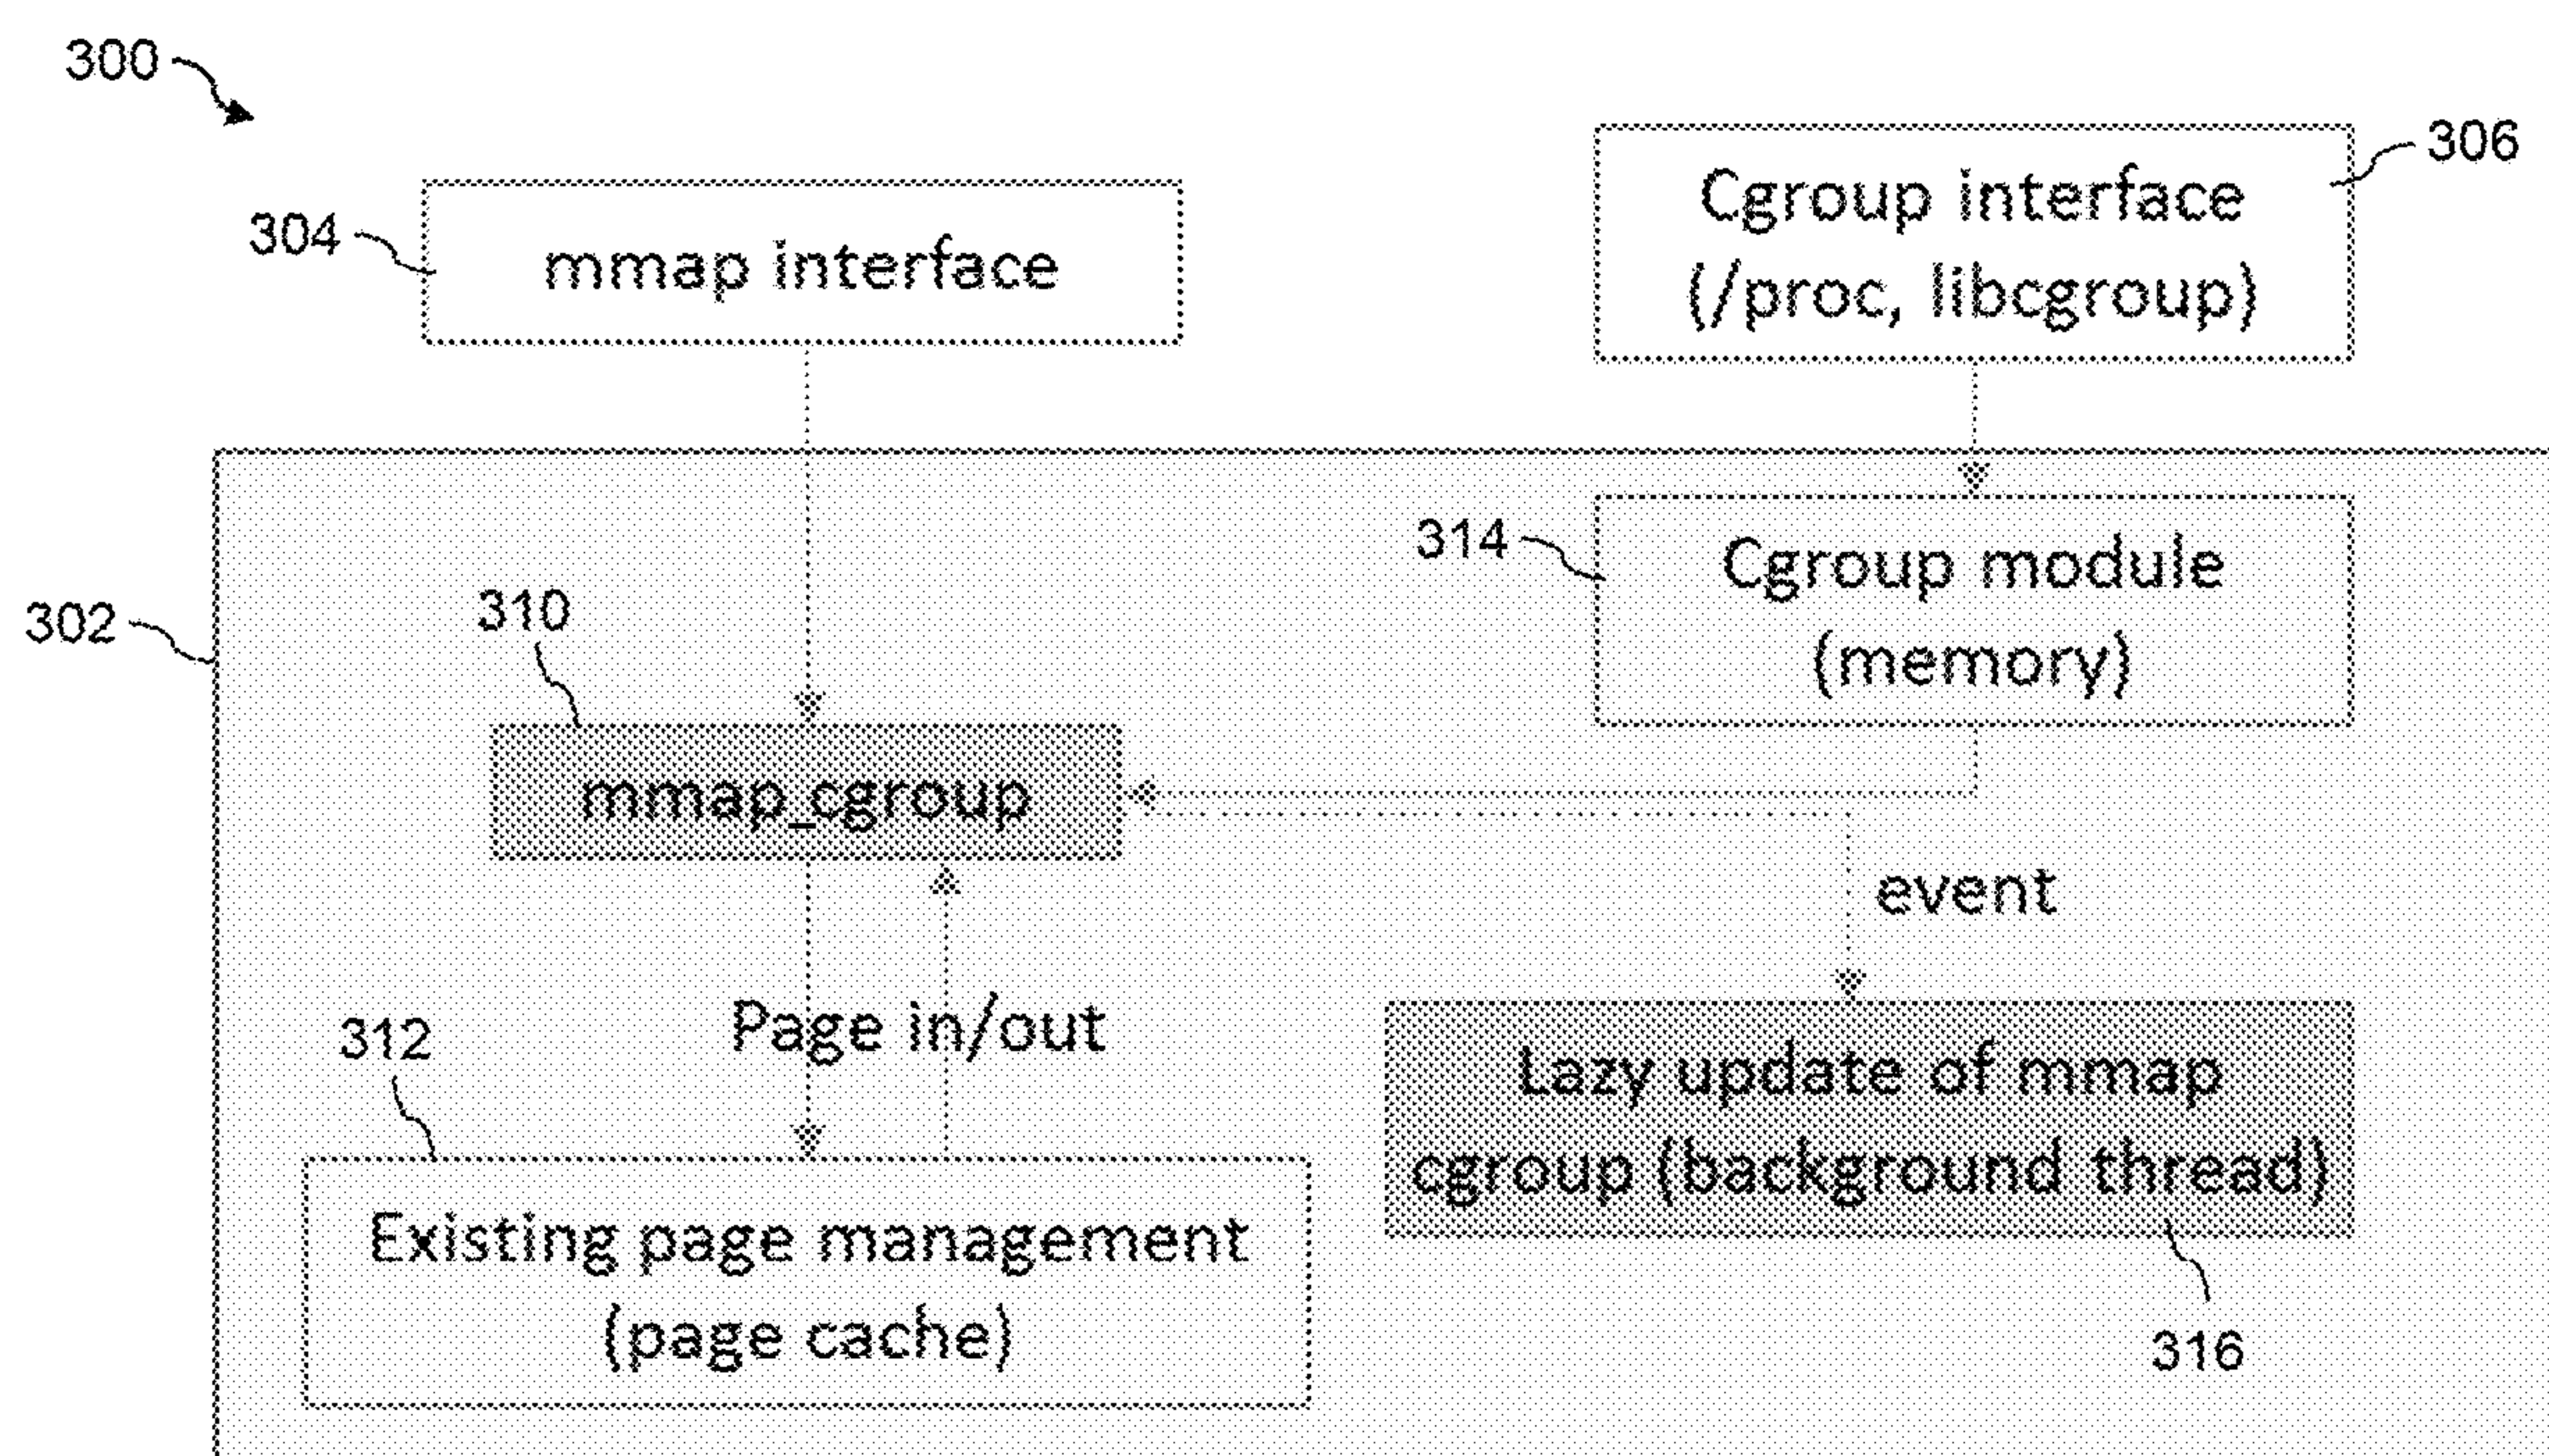 300
306
Cgroup interface
(/proc, libcgroup)
304
mmap interface
314
Cgroup module
(memory)
302
310
mmap_cgroup
event
312
Page in/out
Lazy update of mmap
cgroup (background thread)
Existing page management
(page cache)
316